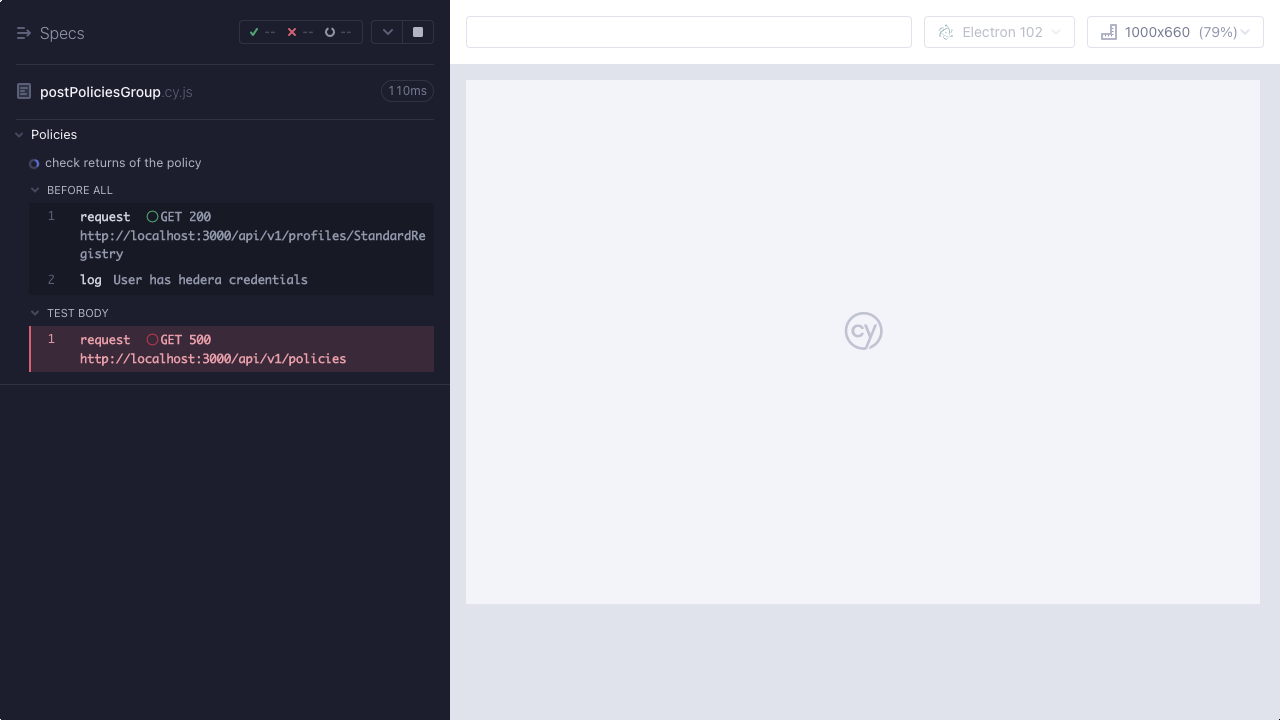 Specs
-- -- --
postPoliciesGroup.cy.js 110ms
Policies
check returns of the policy
BEFORE ALL
1 request GET 200
http://localhost:3000/api/v1/profiles/StandardRe
gistry
2 log User has hedera credentials
TEST BODY
1 request GET 500
http://localhost:3000/api/v1/policies
Electron 102
1000x660 (79%)
cy